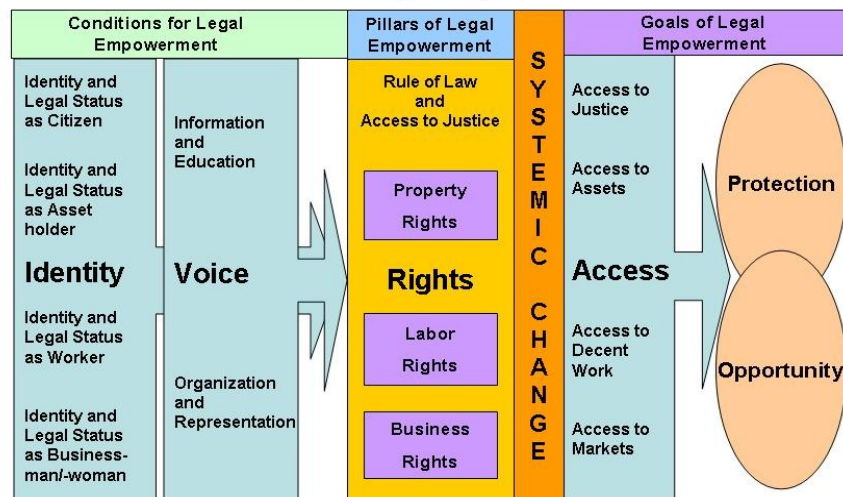 Conditions for Legal
Empowerment
Pillars of Legal
Empowerment
Goals of Legal
Empowerment
Identity and
Legal Status
as Citizen
Identity and
Legal Status
as Asset
holder
Identity
Identity and
Legal Status
as Worker
Identity and
Legal Status
as Business-
man/-woman
Information
and
Education
Voice
Organization
and
Representation
Rule of Law
and
Access to Justice
Property
Rights
Rights
Labor
Rights
Business
Rights
SYSTEMIC CHANGE
Access to
Justice
Access to
Assets
Access
Access to
Decent
Work
Access to
Markets
Protection
Opportunity